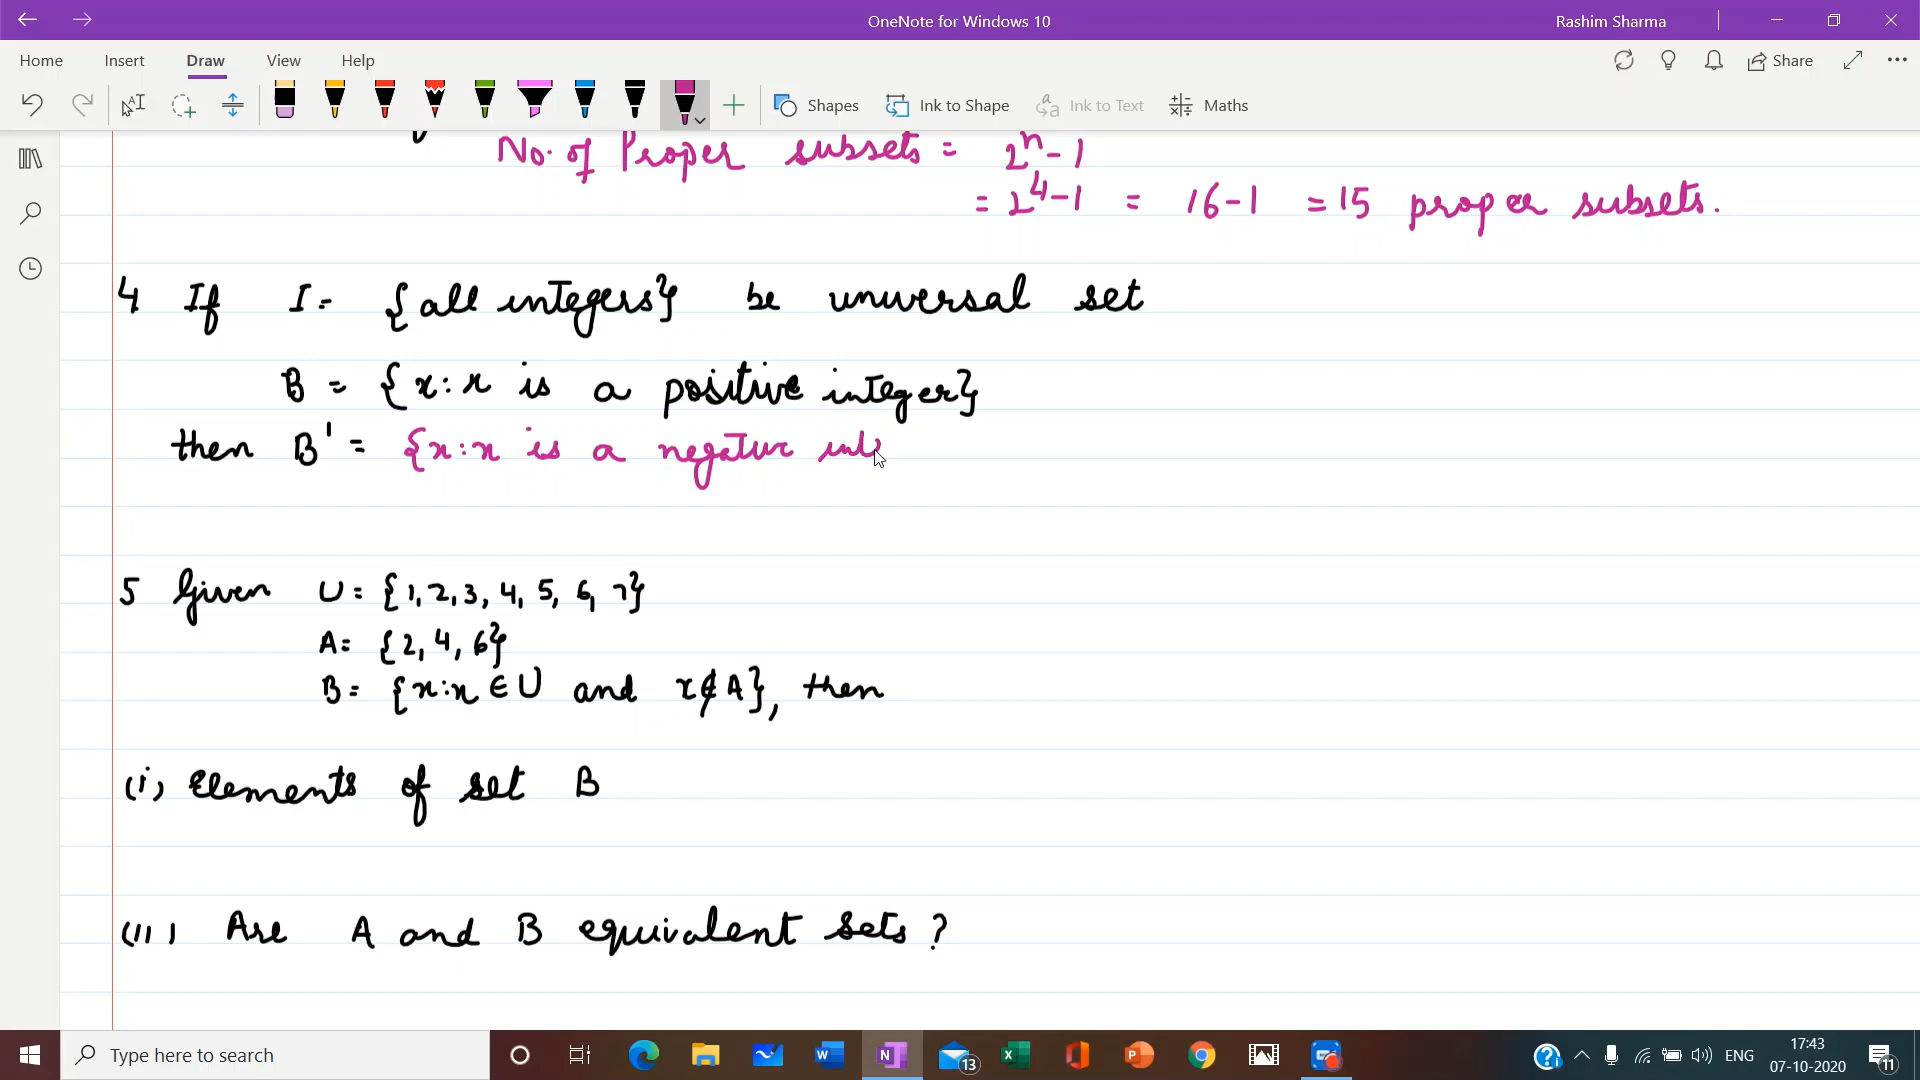 OneNote for Windows 10
Rashim Sharma
Home Insert Draw View Help
Share
Shapes Ink to Shape Ink to Text Maths
No. of Proper subsets = 2ⁿ - 1
= 2⁴ - 1 = 16 - 1 = 15 proper subsets.
4 If I = {all integers} be universal set
B = {x : x is a positive integer}
then B' = {x : x is a negative inte
5 Given U = {1, 2, 3, 4, 5, 6, 7}
A = {2, 4, 6}
B = {x : x ∈ U and x ∉ A}, then
(i) Elements of set B
(ii) Are A and B equivalent sets ?
Type here to search
13
ENG
17:43
07-10-2020
11